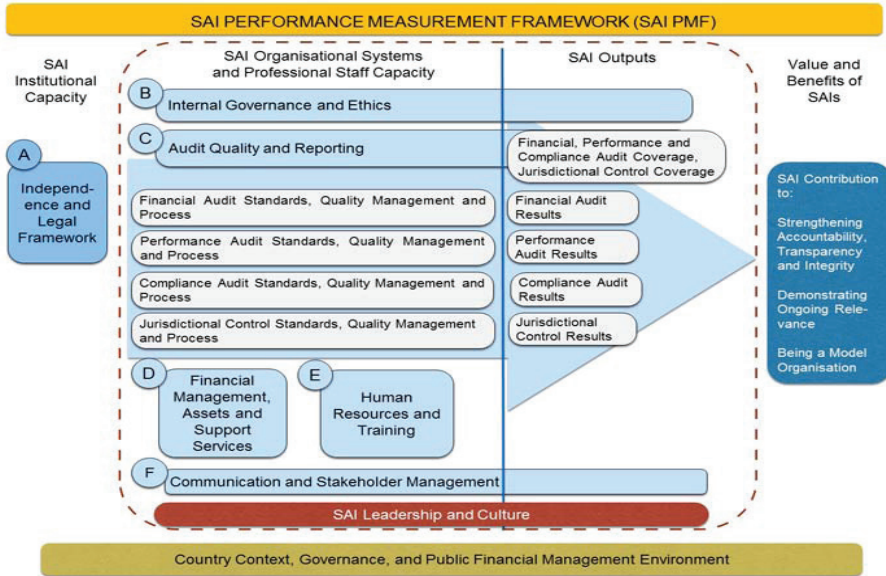 SAI PERFORMANCE MEASUREMENT FRAMEWORK (SAI PMF)
SAI
Institutional
Capacity
SAI Organisational Systems
and Professional Staff Capacity
SAI Outputs
Value and
Benefits of
SAIs
B
Internal Governance and Ethics
C
Audit Quality and Reporting
Financial, Performance and
Compliance Audit Coverage,
Jurisdictional Control Coverage
A
Independ-
ence and
Legal
Framework
Financial Audit Standards, Quality Management and
Process
Financial Audit
Results
Performance Audit Standards, Quality Management
and Process
Performance
Audit Results
Compliance Audit Standards, Quality Management and
Process
Compliance Audit
Results
Jurisdictional Control Standards, Quality Management
and Process
Jurisdictional
Control Results
SAI Contribution
to:
Strengthening
Accountability,
Transparency
and Integrity
Demonstrating
Ongoing Rele-
vance
Being a Model
Organisation
D
Financial
Management,
Assets and
Support
Services
E
Human
Resources and
Training
F
Communication and Stakeholder Management
SAI Leadership and Culture
Country Context, Governance, and Public Financial Management Environment